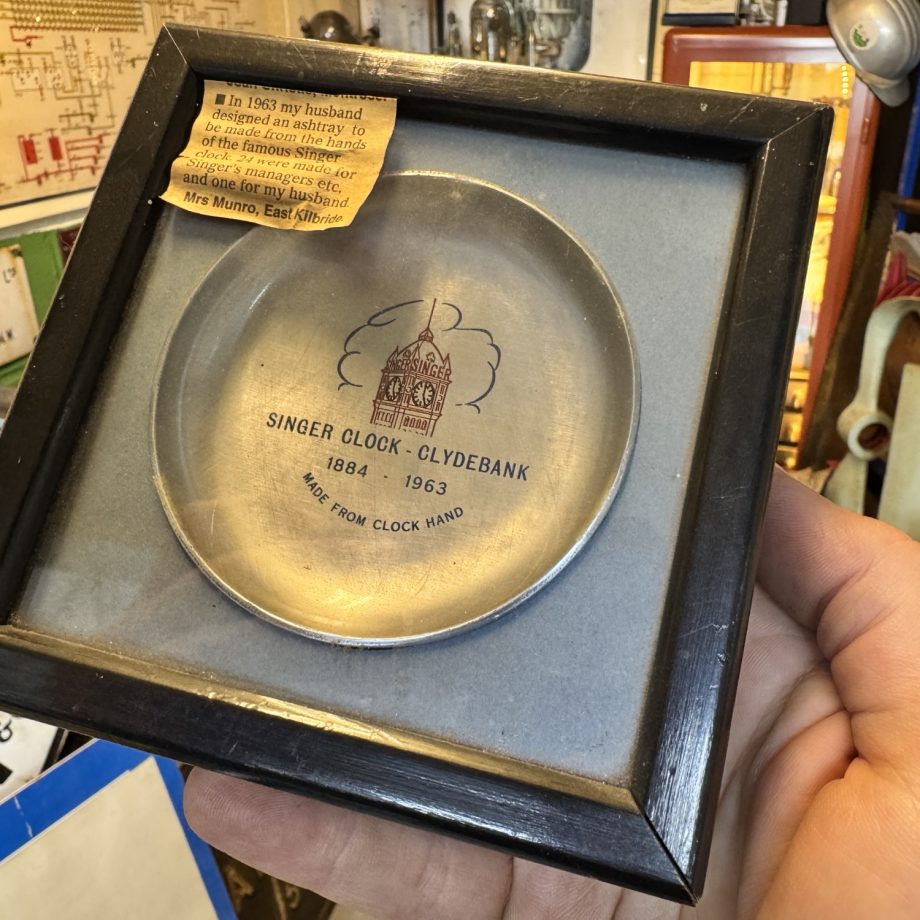 ■ In 1963 my husband
designed an ashtray to
be made from the hands
of the famous Singer
clock. 24 were made for
Singer's managers etc,
and one for my husband.
Mrs Munro, East Kilbride.
SINGER SINGER
SINGER CLOCK - CLYDEBANK
1884 - 1963
MADE FROM CLOCK HAND